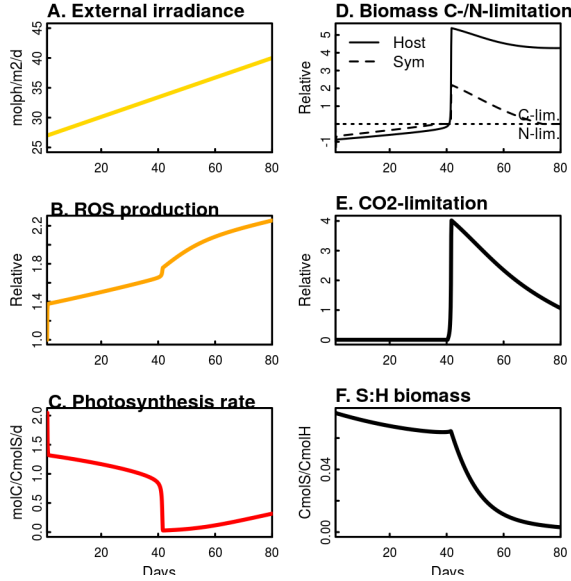 A. External irradiance
molph/m2/d
25 30 35 40 45
20 40 60 80
D. Biomass C-/N-limitation
Relative
-1 1 2 3 4 5
Host
Sym
C-lim.
N-lim.
20 40 60 80
B. ROS production
Relative
1.0 1.4 1.8 2.2
20 40 60 80
E. CO2-limitation
Relative
0 1 2 3 4
20 40 60 80
C. Photosynthesis rate
molC/CmolS/d
0.0 0.5 1.0 1.5 2.0
20 40 60 80
Days
F. S:H biomass
CmolS/CmolH
0.00 0.04
20 40 60 80
Days